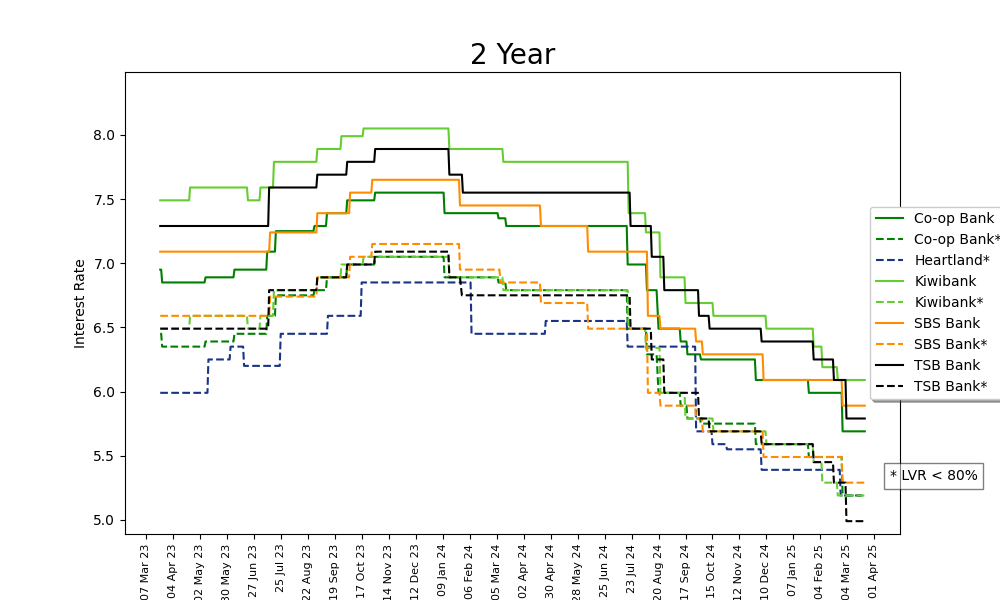 2 Year
Interest Rate
8.0
7.5
7.0
6.5
6.0
5.5
5.0
07 Mar 23
04 Apr 23
02 May 23
30 May 23
27 Jun 23
25 Jul 23
22 Aug 23
19 Sep 23
17 Oct 23
14 Nov 23
12 Dec 23
09 Jan 24
06 Feb 24
05 Mar 24
02 Apr 24
30 Apr 24
28 May 24
25 Jun 24
23 Jul 24
20 Aug 24
17 Sep 24
15 Oct 24
12 Nov 24
10 Dec 24
07 Jan 25
04 Feb 25
04 Mar 25
01 Apr 25
Co-op Bank
Co-op Bank*
Heartland*
Kiwibank
Kiwibank*
SBS Bank
SBS Bank*
TSB Bank
TSB Bank*
* LVR < 80%